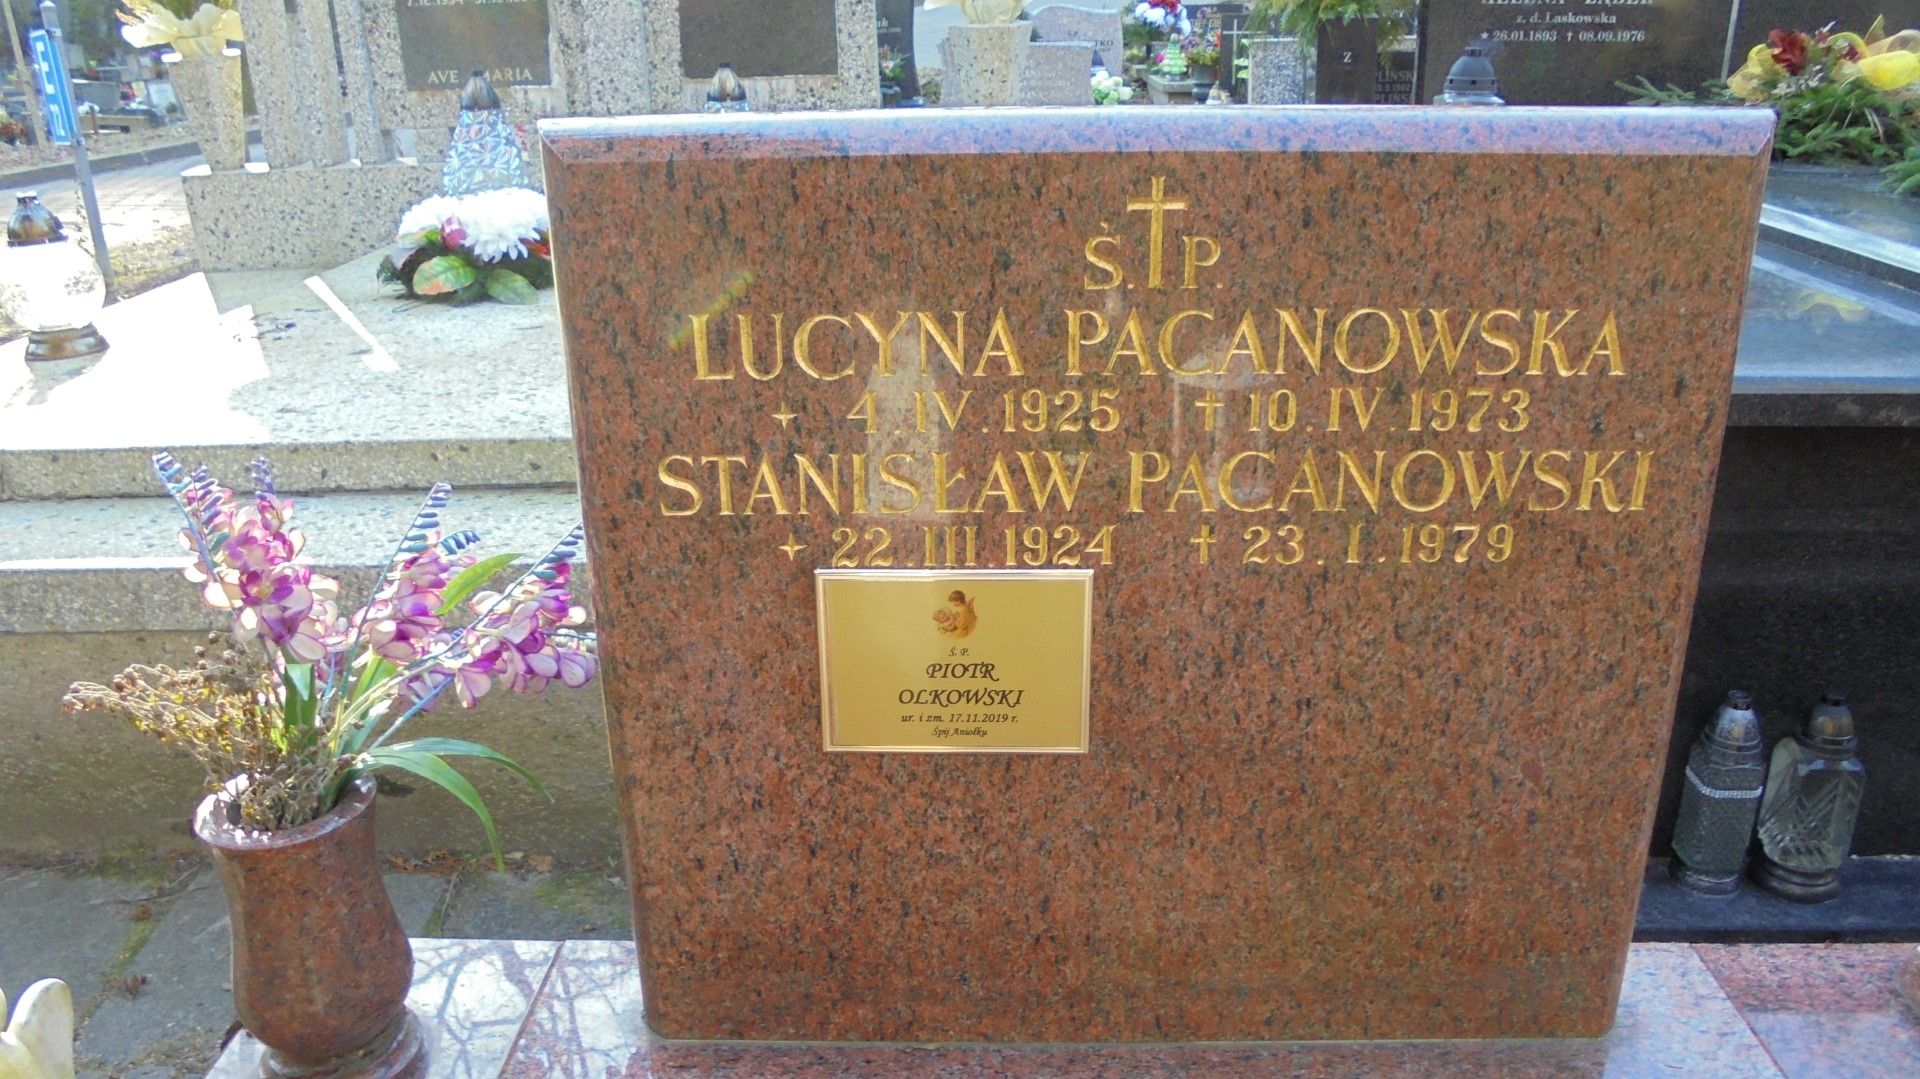 AVE MARIA
z. d. Laskowska
* 26.01.1893 † 08.09.1976
Z
Ś. P.
LUCYNA PACANOWSKA
4.IV.1925 † 10.IV.1973
STANISŁAW PACANOWSKI
22.III.1924 † 23.I.1979
Ś. P.
PIOTR
OLKOWSKI
ur. i zm. 17.11.2019 r.
Śpij Aniołku